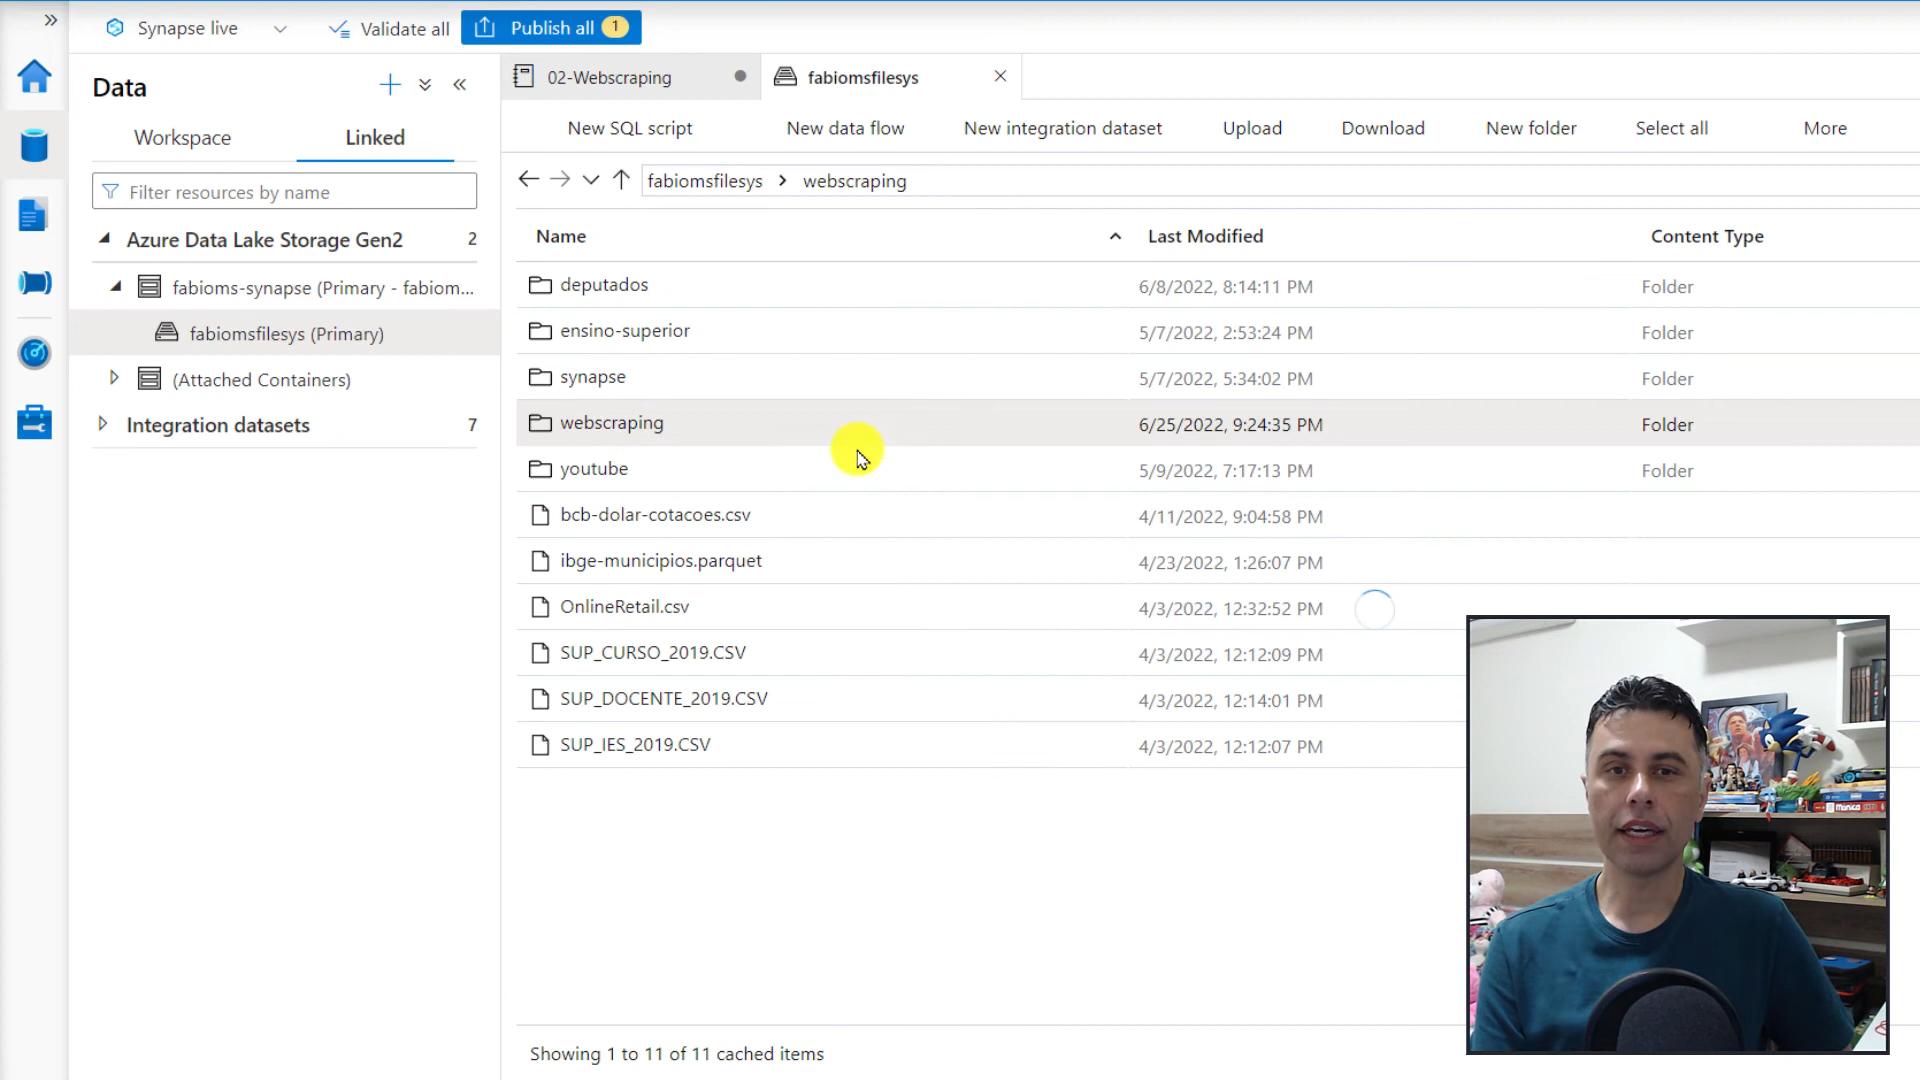 Synapse live
Validate all
Publish all 1
Data
Workspace
Linked
Filter resources by name
Azure Data Lake Storage Gen2 2
fabioms-synapse (Primary - fabiom...
fabiomsfilesys (Primary)
(Attached Containers)
Integration datasets 7
02-Webscraping
fabiomsfilesys
New SQL script
New data flow
New integration dataset
Upload
Download
New folder
Select all
More
fabiomsfilesys > webscraping
Name Last Modified Content Type
deputados 6/8/2022, 8:14:11 PM Folder
ensino-superior 5/7/2022, 2:53:24 PM Folder
synapse 5/7/2022, 5:34:02 PM Folder
webscraping 6/25/2022, 9:24:35 PM Folder
youtube 5/9/2022, 7:17:13 PM Folder
bcb-dolar-cotacoes.csv 4/11/2022, 9:04:58 PM
ibge-municipios.parquet 4/23/2022, 1:26:07 PM
OnlineRetail.csv 4/3/2022, 12:32:52 PM
SUP_CURSO_2019.CSV 4/3/2022, 12:12:09 PM
SUP_DOCENTE_2019.CSV 4/3/2022, 12:14:01 PM
SUP_IES_2019.CSV 4/3/2022, 12:12:07 PM
Showing 1 to 11 of 11 cached items